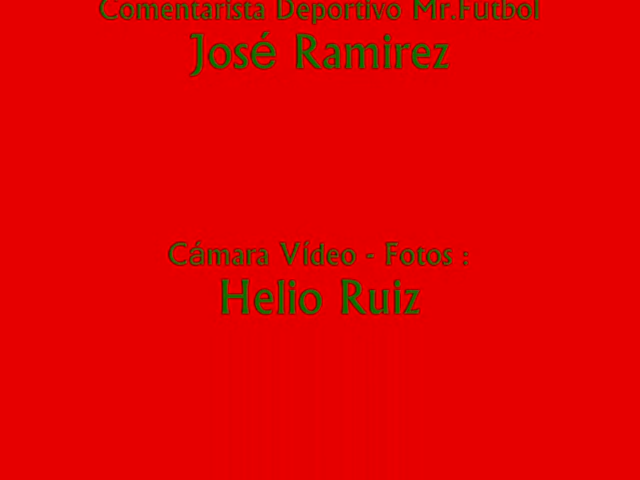 Comentarista Deportivo Mr.Futbol
José Ramirez
Cámara Vídeo - Fotos :
Helio Ruiz